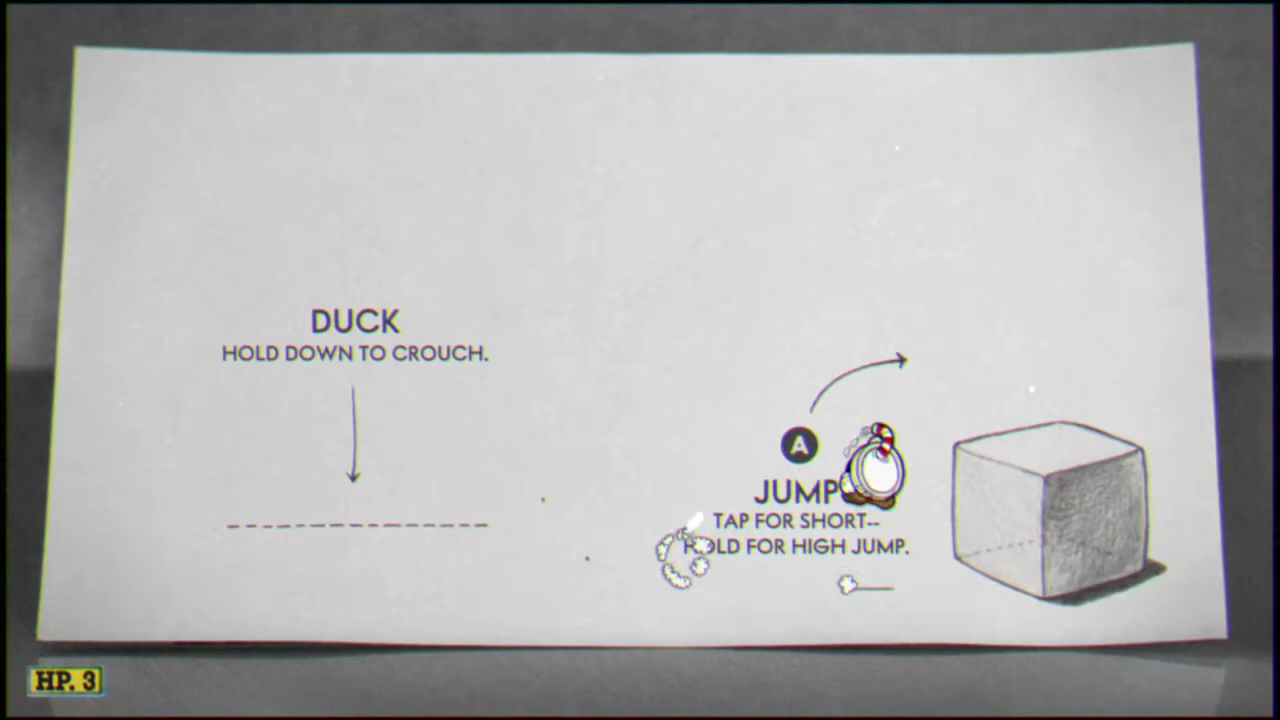 DUCK
HOLD DOWN TO CROUCH.
A
JUMP
TAP FOR SHORT--
HOLD FOR HIGH JUMP.
HP. 3